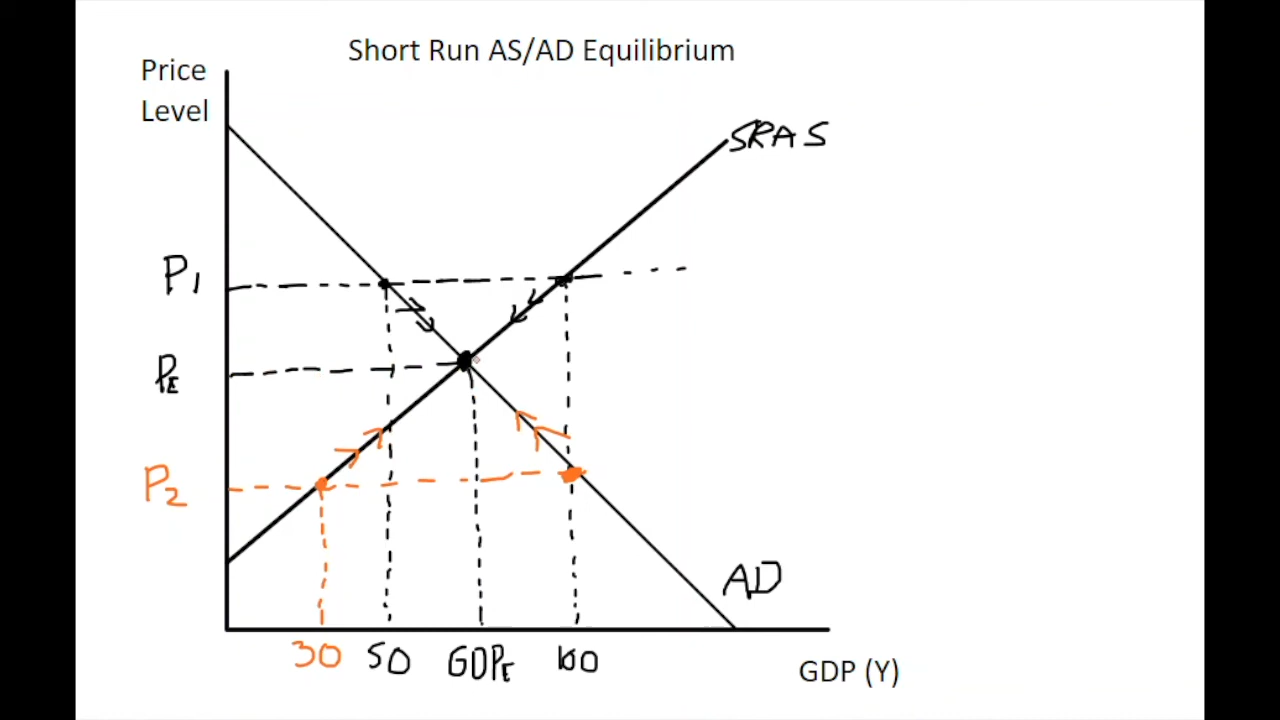 Short Run AS/AD Equilibrium
Price
Level
SRAS
P1
PE
P2
AD
30 50 GDPE 100
GDP (Y)